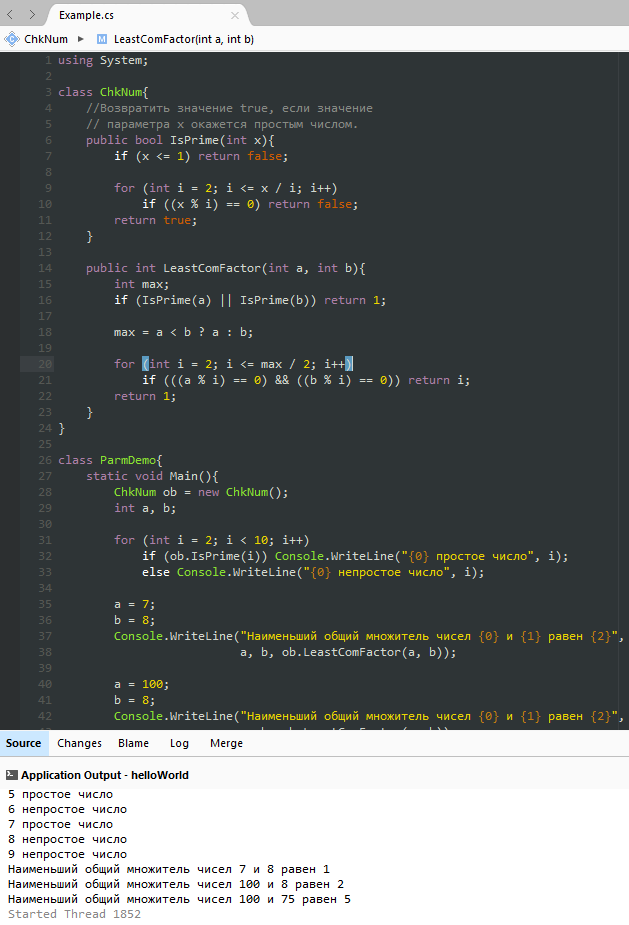 Example.cs
ChkNum ▸ M LeastComFactor(int a, int b)
1 using System;
2
3 class ChkNum{
4 //Возвратить значение true, если значение
5 // параметра x окажется простым числом.
6 public bool IsPrime(int x){
7 if (x <= 1) return false;
8
9 for (int i = 2; i <= x / i; i++)
10 if ((x % i) == 0) return false;
11 return true;
12 }
13
14 public int LeastComFactor(int a, int b){
15 int max;
16 if (IsPrime(a) || IsPrime(b)) return 1;
17
18 max = a < b ? a : b;
19
20 for (int i = 2; i <= max / 2; i++)
21 if (((a % i) == 0) && ((b % i) == 0)) return i;
22 return 1;
23 }
24 }
25
26 class ParmDemo{
27 static void Main(){
28 ChkNum ob = new ChkNum();
29 int a, b;
30
31 for (int i = 2; i < 10; i++)
32 if (ob.IsPrime(i)) Console.WriteLine("{0} простое число", i);
33 else Console.WriteLine("{0} непростое число", i);
34
35 a = 7;
36 b = 8;
37 Console.WriteLine("Наименьший общий множитель чисел {0} и {1} равен {2}",
38 a, b, ob.LeastComFactor(a, b));
39
40 a = 100;
41 b = 8;
42 Console.WriteLine("Наименьший общий множитель чисел {0} и {1} равен {2}",
Source Changes Blame Log Merge
Application Output - helloWorld
5 простое число
6 непростое число
7 простое число
8 непростое число
9 непростое число
Наименьший общий множитель чисел 7 и 8 равен 1
Наименьший общий множитель чисел 100 и 8 равен 2
Наименьший общий множитель чисел 100 и 75 равен 5
Started Thread 1852